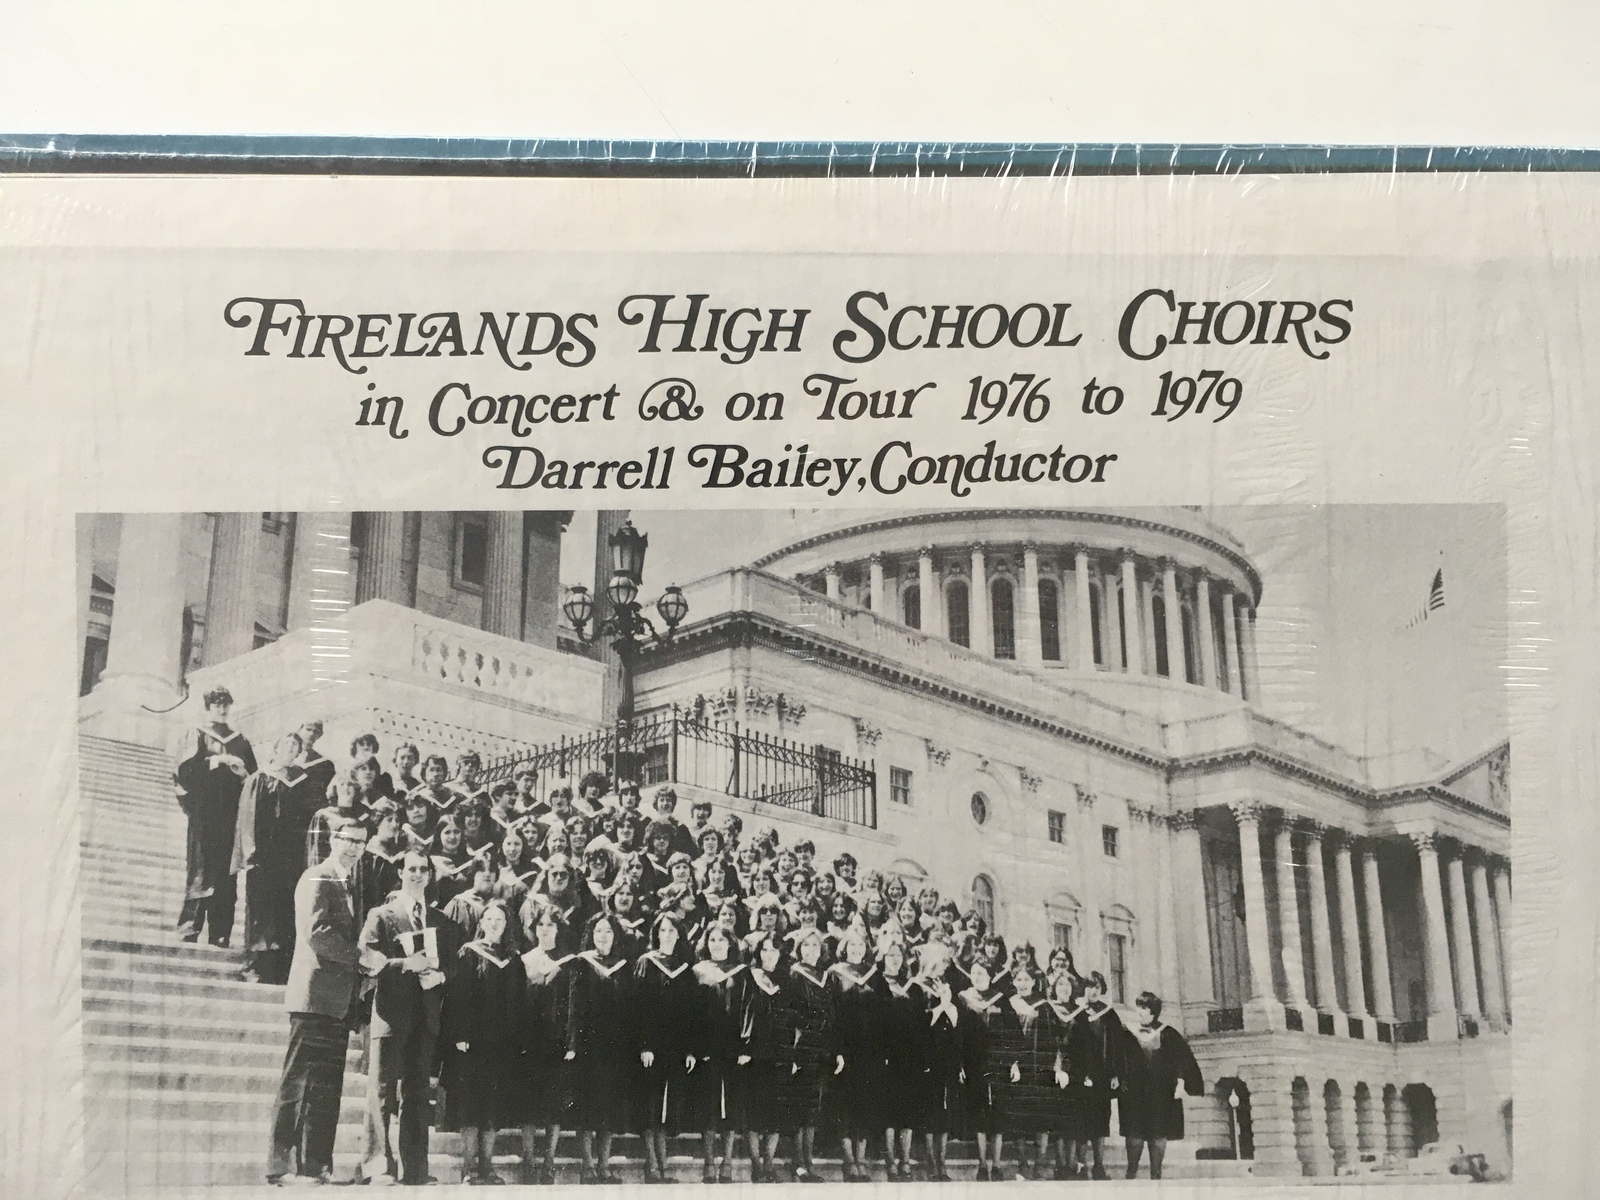 Firelands High School Choirs
in Concert & on Tour 1976 to 1979
Darrell Bailey, Conductor